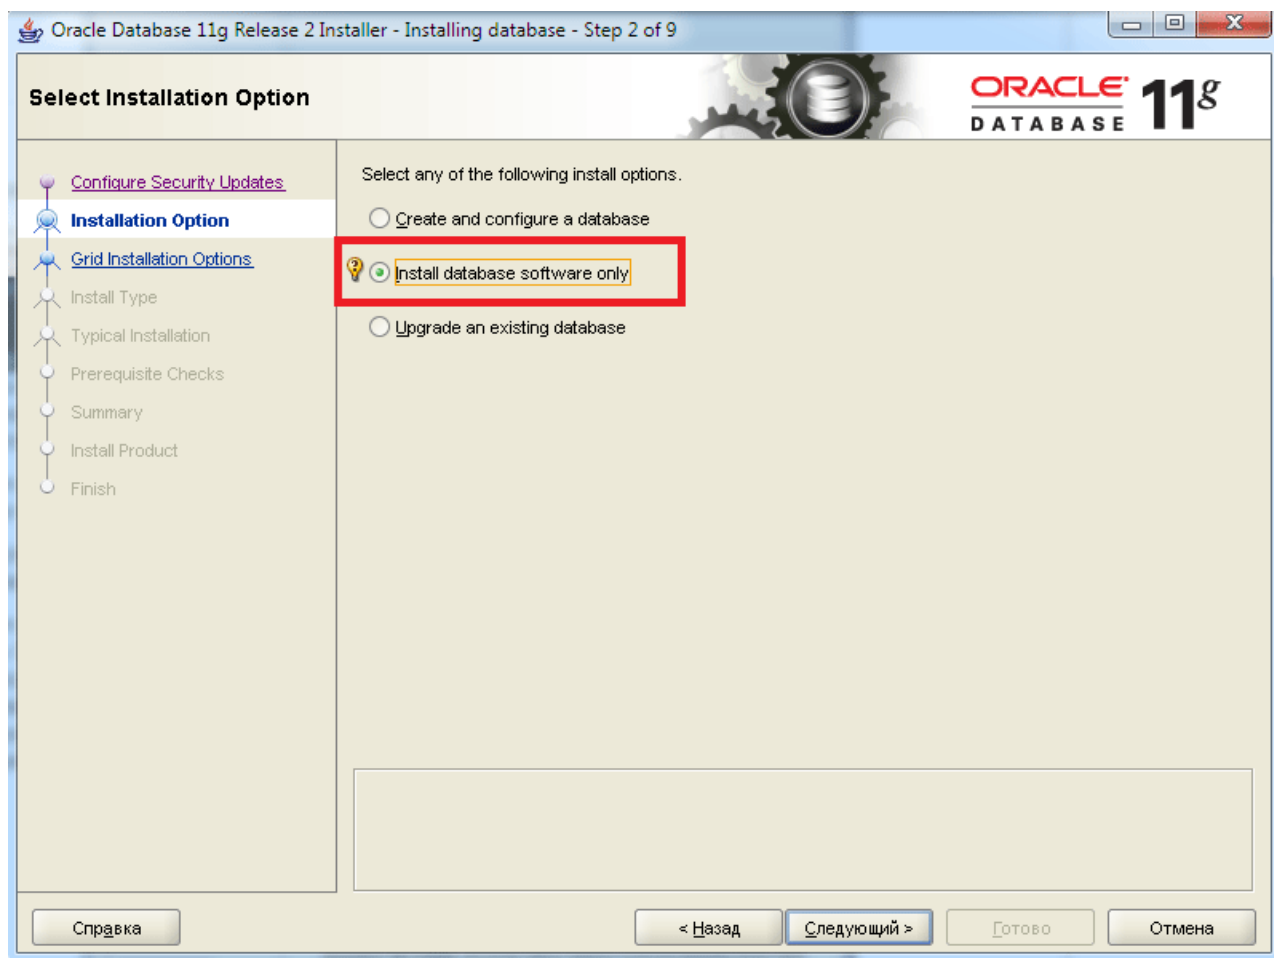 Oracle Database 11g Release 2 Installer - Installing database - Step 2 of 9
Select Installation Option
ORACLE
DATABASE 11g
Configure Security Updates
Installation Option
Grid Installation Options
Install Type
Typical Installation
Prerequisite Checks
Summary
Install Product
Finish
Select any of the following install options.
Create and configure a database
Install database software only
Upgrade an existing database
Справка
< Назад
Следующий >
Готово
Отмена